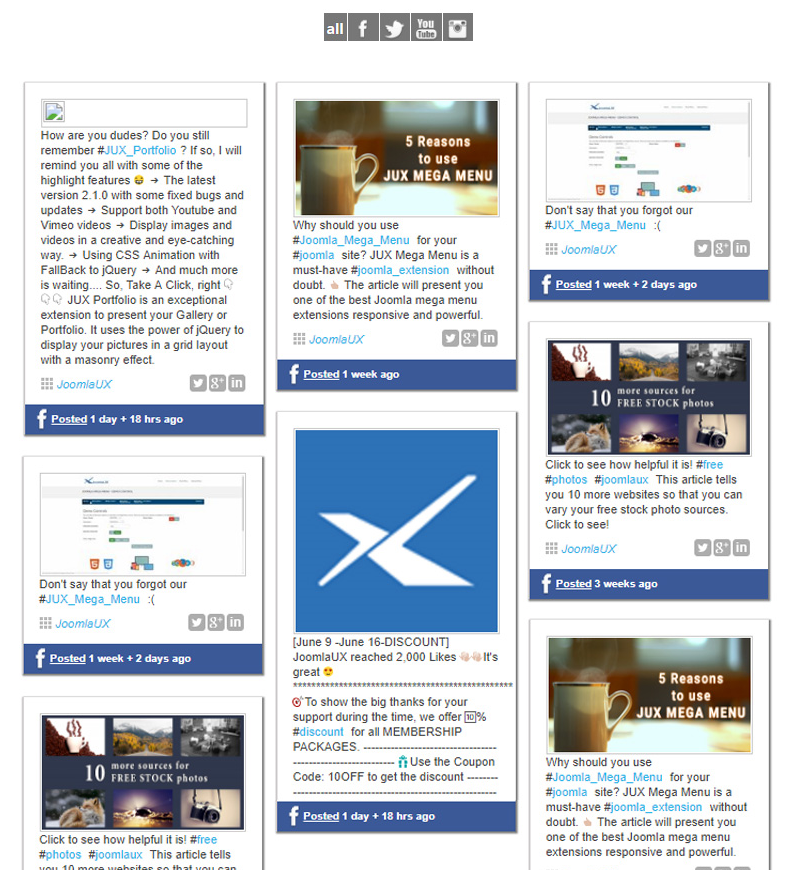 all
You
Tube
How are you dudes? Do you still
remember #JUX_Portfolio ? If so, I will
remind you all with some of the
highlight features 😂 ➔ The latest
version 2.1.0 with some fixed bugs and
updates ➔ Support both Youtube and
Vimeo videos ➔ Display images and
videos in a creative and eye-catching
way. ➔ Using CSS Animation with
FallBack to jQuery ➔ And much more
is waiting.... So, Take A Click, right 👇
👇👇 JUX Portfolio is an exceptional
extension to present your Gallery or
Portfolio. It uses the power of jQuery to
display your pictures in a grid layout
with a masonry effect.
JoomlaUX
g+ in
f Posted 1 day + 18 hrs ago
Don't say that you forgot our
#JUX_Mega_Menu :(
JoomlaUX
g+ in
f Posted 1 week + 2 days ago
10 more sources for
FREE STOCK photos
Click to see how helpful it is! #free
#photos #joomlaux This article tells
you 10 more websites so that you can
5 Reasons
to use
JUX MEGA MENU
Why should you use
#Joomla_Mega_Menu for your
#joomla site? JUX Mega Menu is a
must-have #joomla_extension without
doubt. 👆 The article will present you
one of the best Joomla mega menu
extensions responsive and powerful.
JoomlaUX
g+ in
f Posted 1 week ago
[June 9 -June 16-DISCOUNT]
JoomlaUX reached 2,000 Likes 👏👏It's
great 😍
*************************************************
🎯To show the big thanks for your
support during the time, we offer 🔟%
#discount for all MEMBERSHIP
PACKAGES. ----------------------------------
-------------------------- 🎁Use the Coupon
Code: 10OFF to get the discount --------
----------------------------------------------------
f Posted 1 day + 18 hrs ago
Don't say that you forgot our
#JUX_Mega_Menu :(
JoomlaUX
g+ in
f Posted 1 week + 2 days ago
10 more sources for
FREE STOCK photos
Click to see how helpful it is! #free
#photos #joomlaux This article tells
you 10 more websites so that you can
vary your free stock photo sources.
Click to see!
JoomlaUX
g+ in
f Posted 3 weeks ago
5 Reasons
to use
JUX MEGA MENU
Why should you use
#Joomla_Mega_Menu for your
#joomla site? JUX Mega Menu is a
must-have #joomla_extension without
doubt. 👆 The article will present you
one of the best Joomla mega menu
extensions responsive and powerful.